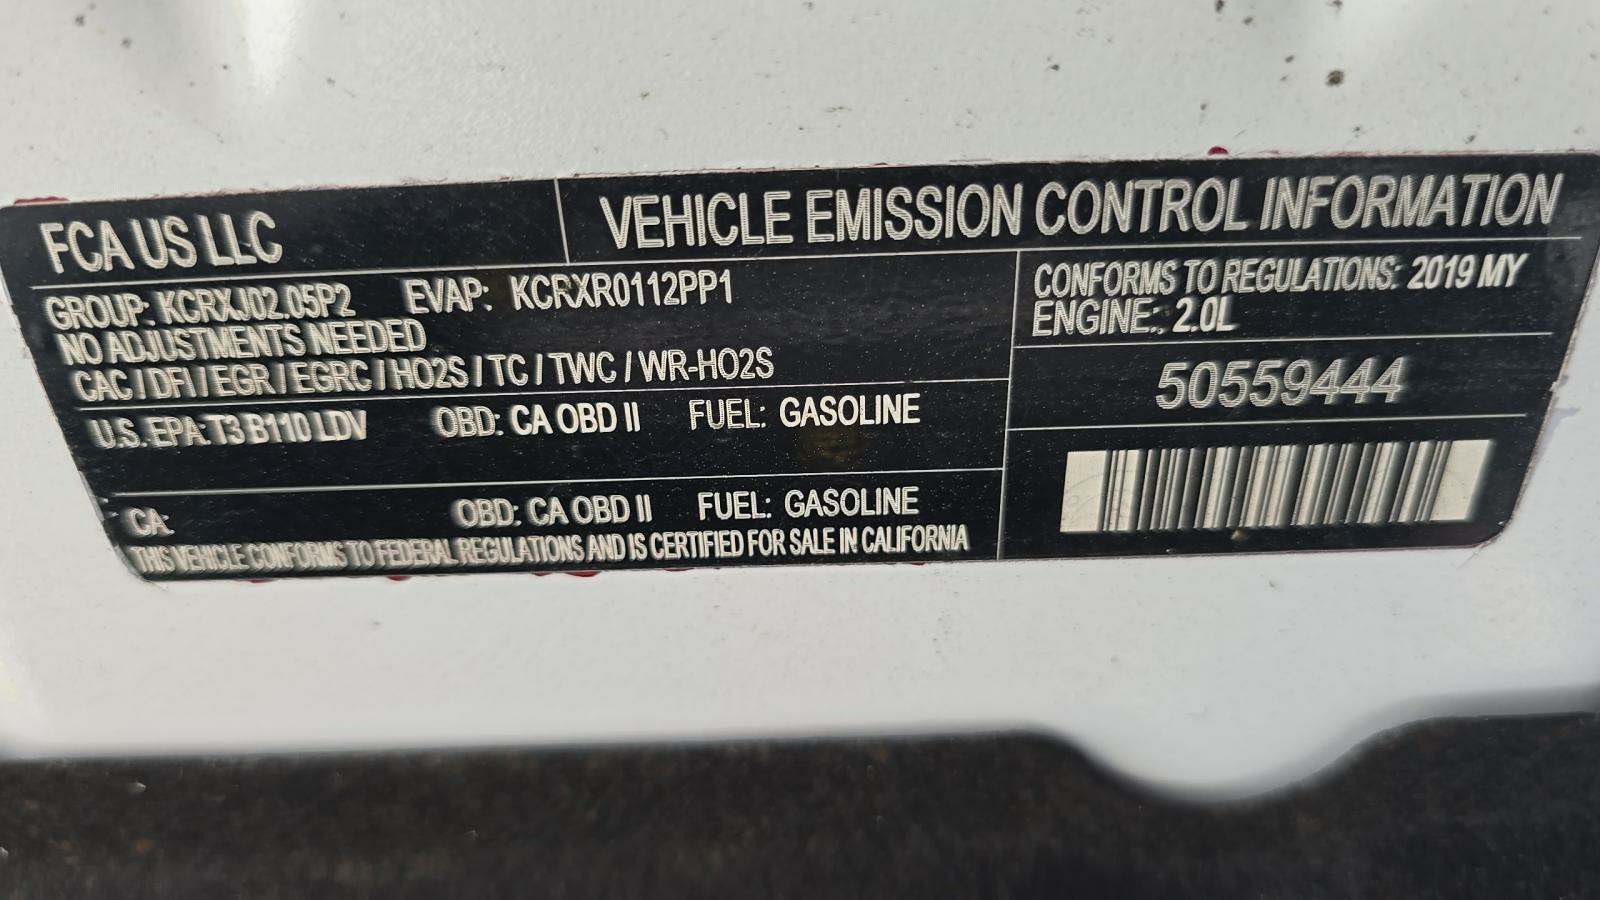 FCA US LLC
VEHICLE EMISSION CONTROL INFORMATION
GROUP: KCRXJ02.05P2 EVAP: KCRXR0112PP1
NO ADJUSTMENTS NEEDED
CAC / DFI / EGR / EGRC / HO2S / TC / TWC / WR-HO2S
CONFORMS TO REGULATIONS: 2019 MY
ENGINE: 2.0L
50559444
U.S. EPA: T3 B110 LDV OBD: CA OBD II FUEL: GASOLINE
CA: OBD: CA OBD II FUEL: GASOLINE
THIS VEHICLE CONFORMS TO FEDERAL REGULATIONS AND IS CERTIFIED FOR SALE IN CALIFORNIA